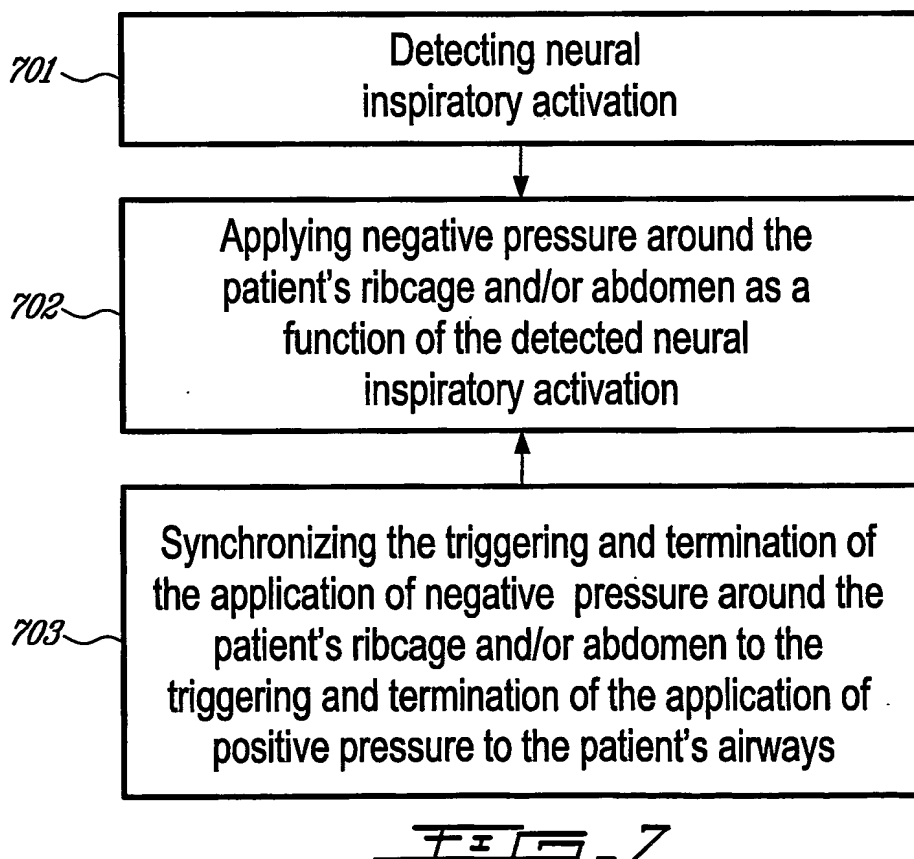 701
Detecting neural
inspiratory activation
702
Applying negative pressure around the
patient's ribcage and/or abdomen as a
function of the detected neural
inspiratory activation
703
Synchronizing the triggering and termination of
the application of negative pressure around the
patient's ribcage and/or abdomen to the
triggering and termination of the application of
positive pressure to the patient's airways
FIG - 7